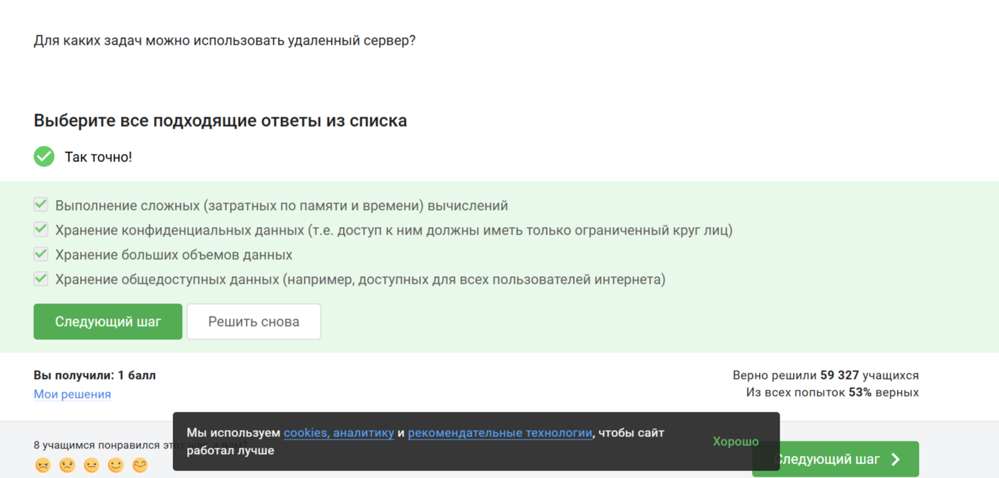 Для каких задач можно использовать удаленный сервер?
Выберите все подходящие ответы из списка
Так точно!
Выполнение сложных (затратных по памяти и времени) вычислений
Хранение конфиденциальных данных (т.е. доступ к ним должны иметь только ограниченный круг лиц)
Хранение больших объемов данных
Хранение общедоступных данных (например, доступных для всех пользователей интернета)
Следующий шаг
Решить снова
Вы получили: 1 балл
Мои решения
Верно решили 59 327 учащихся
Из всех попыток 53% верных
8 учащимся понравился этот шаг, а вам?
Мы используем cookies, аналитику и рекомендательные технологии, чтобы сайт
работал лучше
Хорошо
Следующий шаг